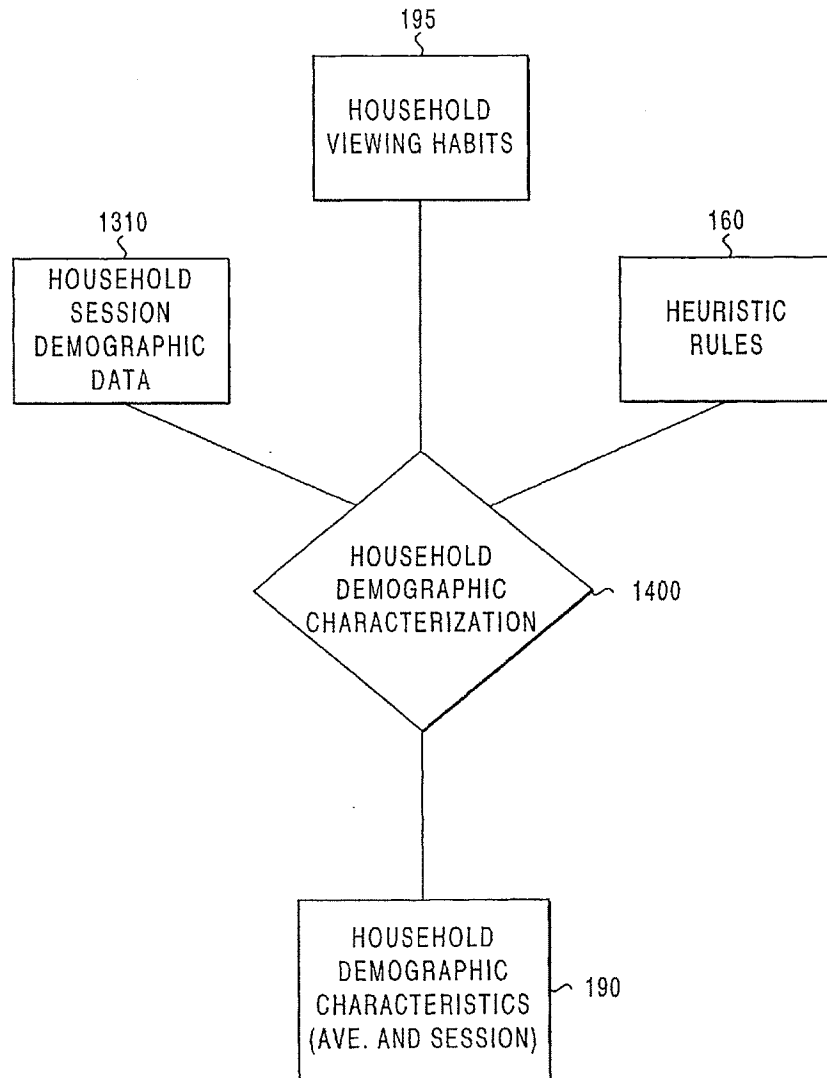 195
HOUSEHOLD
VIEWING HABITS
1310
HOUSEHOLD
SESSION
DEMOGRAPHIC
DATA
160
HEURISTIC
RULES
HOUSEHOLD
DEMOGRAPHIC
CHARACTERIZATION
1400
HOUSEHOLD
DEMOGRAPHIC
CHARACTERISTICS
(AVE. AND SESSION)
190